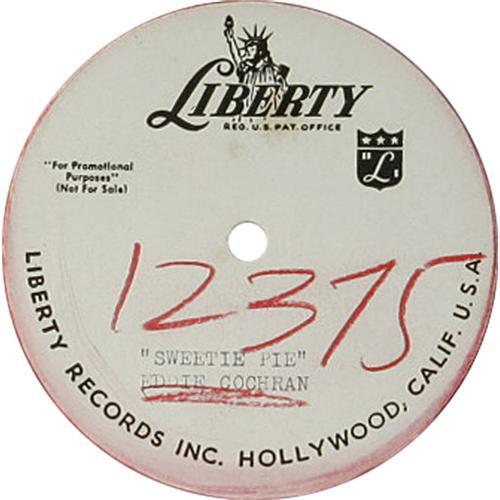 LIBERTY
REG. U.S. PAT. OFFICE
"For Promotional
Purposes"
(Not For Sale)
"L"
12375
"SWEETIE PIE"
EDDIE COCHRAN
LIBERTY RECORDS INC. HOLLYWOOD, CALIF. U.S.A.